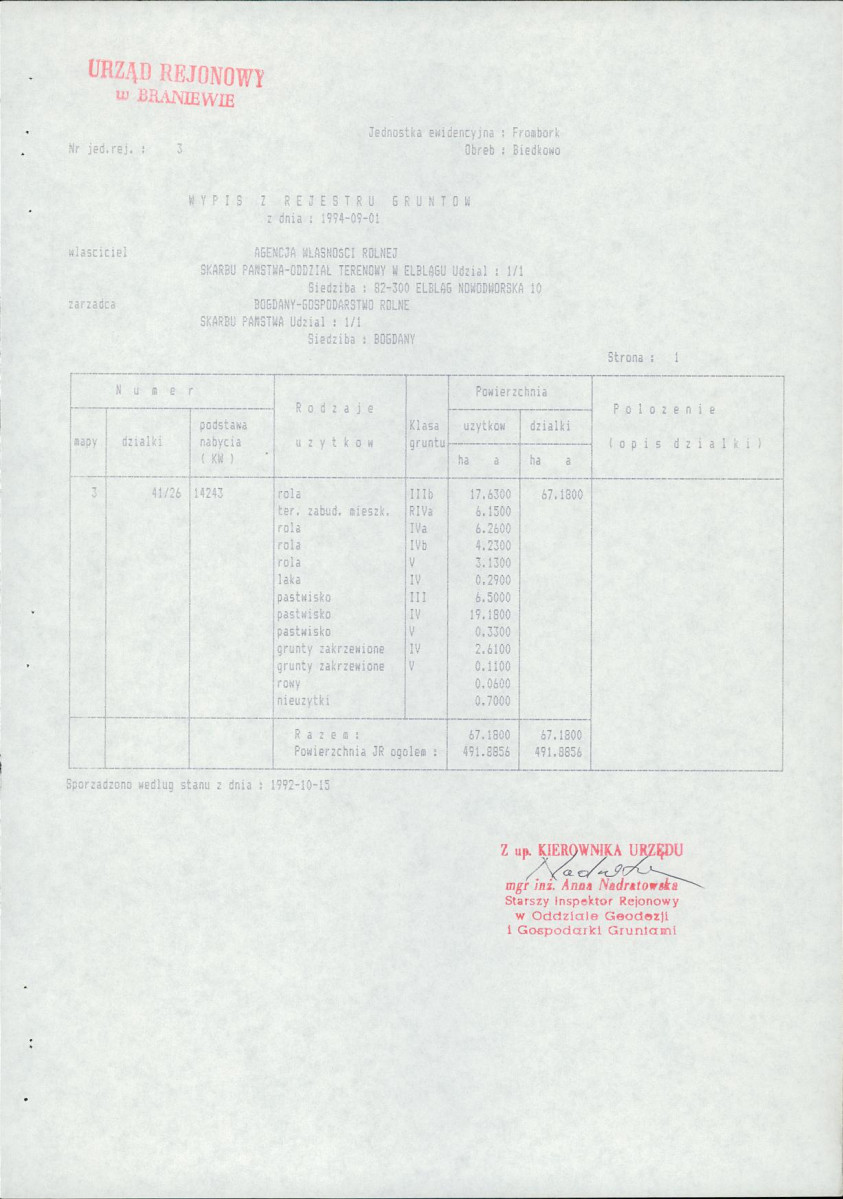 URZĄD REJONOWY
w BRANIEWIE
Jednostka ewidencyjna : Frombork
Nr jed.rej. : 3
Obreb : Biedkowo
W Y P I S Z R E J E S T R U G R U N T O W
z dnia : 1994-09-01
wlasciciel AGENCJA WŁASNOŚCI ROLNEJ
SKARBU PAŃSTWA-ODDZIAŁ TERENOWY W ELBLĄGU Udzial : 1/1
Siedziba : 82-300 ELBLĄG NOWODWORSKA 10
zarzadca BOGDANY-GOSPODARSTWO ROLNE
SKARBU PAŃSTWA Udzial : 1/1
Siedziba : BOGDANY
Strona : 1
N u m e r
R o d z a j e
u z y t k o w
Klasa
gruntu
Powierzchnia
P o l o z e n i e
( o p i s d z i a l k i )
mapy
dzialki
podstawa
nabycia
( KW )
uzytkow dzialki
ha a ha a
3 41/26 14243 rola IIIb 17.6300 67.1800
ter. zabud. mieszk. RIVa 6.1500
rola IVa 6.2600
rola IVb 4.2300
rola V 3.1300
laka IV 0.2900
pastwisko III 6.5000
pastwisko IV 19.1800
pastwisko V 0.3300
grunty zakrzewione IV 2.6100
grunty zakrzewione V 0.1100
rowy 0.0600
nieuzytki 0.7000
R a z e m : 67.1800 67.1800
Powierzchnia JR ogolem : 491.8856 491.8856
Sporzadzono wedlug stanu z dnia : 1992-10-15
Z up. KIEROWNIKA URZĘDU
mgr inż. Anna Nadratowska
Starszy Inspektor Rejonowy
w Oddziale Geodezji
i Gospodarki Gruntami